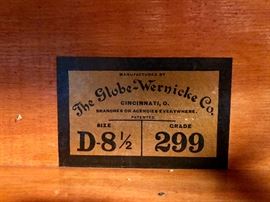 MANUFACTURED BY
The Globe-Wernicke Co.
CINCINNATI, O.
BRANCHES OR AGENCIES EVERYWHERE.
PATENTED
SIZE GRADE
D-8½ 299